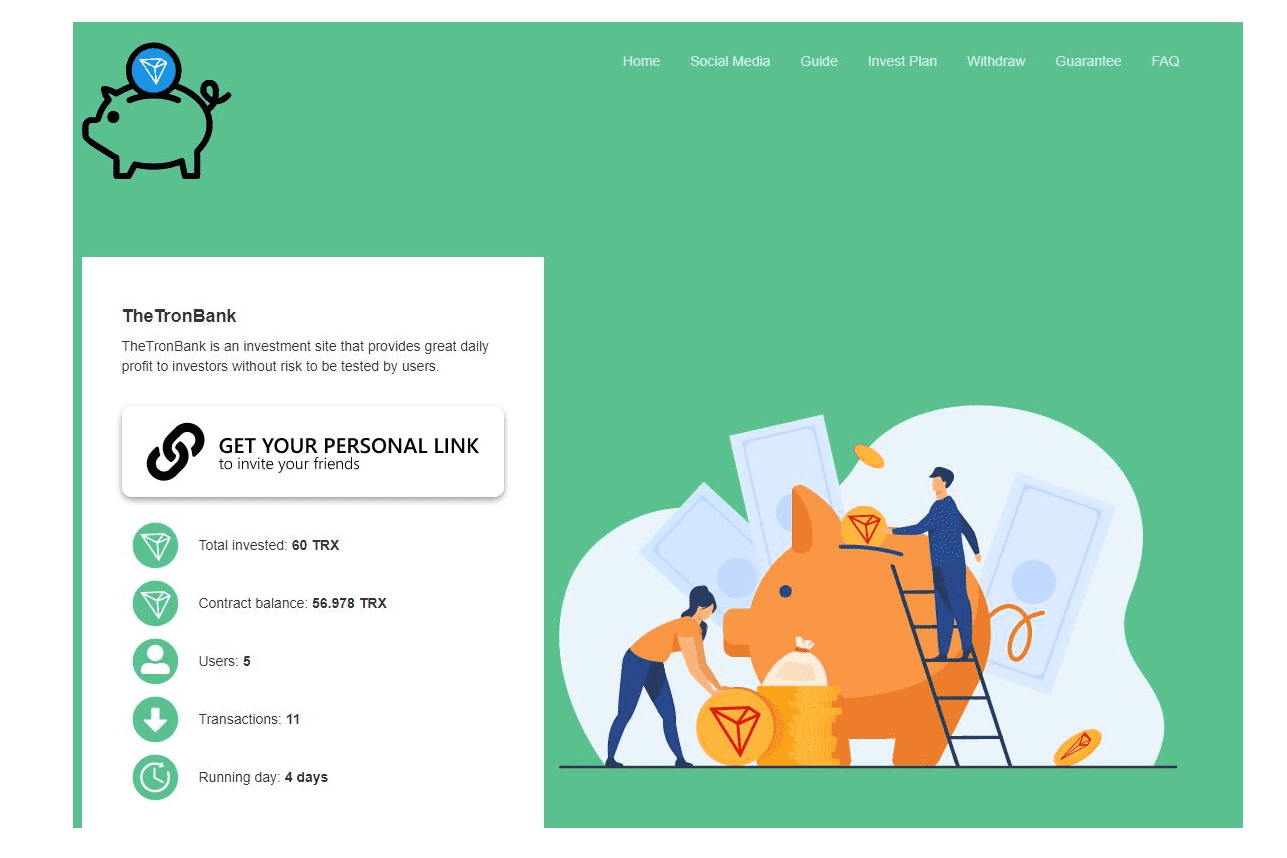 Home Social Media Guide Invest Plan Withdraw Guarantee FAQ
TheTronBank
TheTronBank is an investment site that provides great daily
profit to investors without risk to be tested by users.
GET YOUR PERSONAL LINK
to invite your friends
Total invested: 60 TRX
Contract balance: 56.978 TRX
Users: 5
Transactions: 11
Running day: 4 days